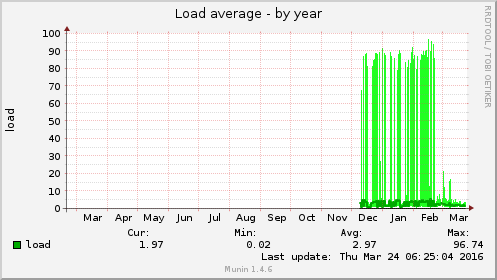 Load average - by year
RRDTOOL / TOBI OETIKER
load
100
90
80
70
60
50
40
30
20
10
0
Mar Apr May Jun Jul Aug Sep Oct Nov Dec Jan Feb Mar
Cur: Min: Avg: Max:
load 1.97 0.02 2.97 96.74
Last update: Thu Mar 24 06:25:04 2016
Munin 1.4.6